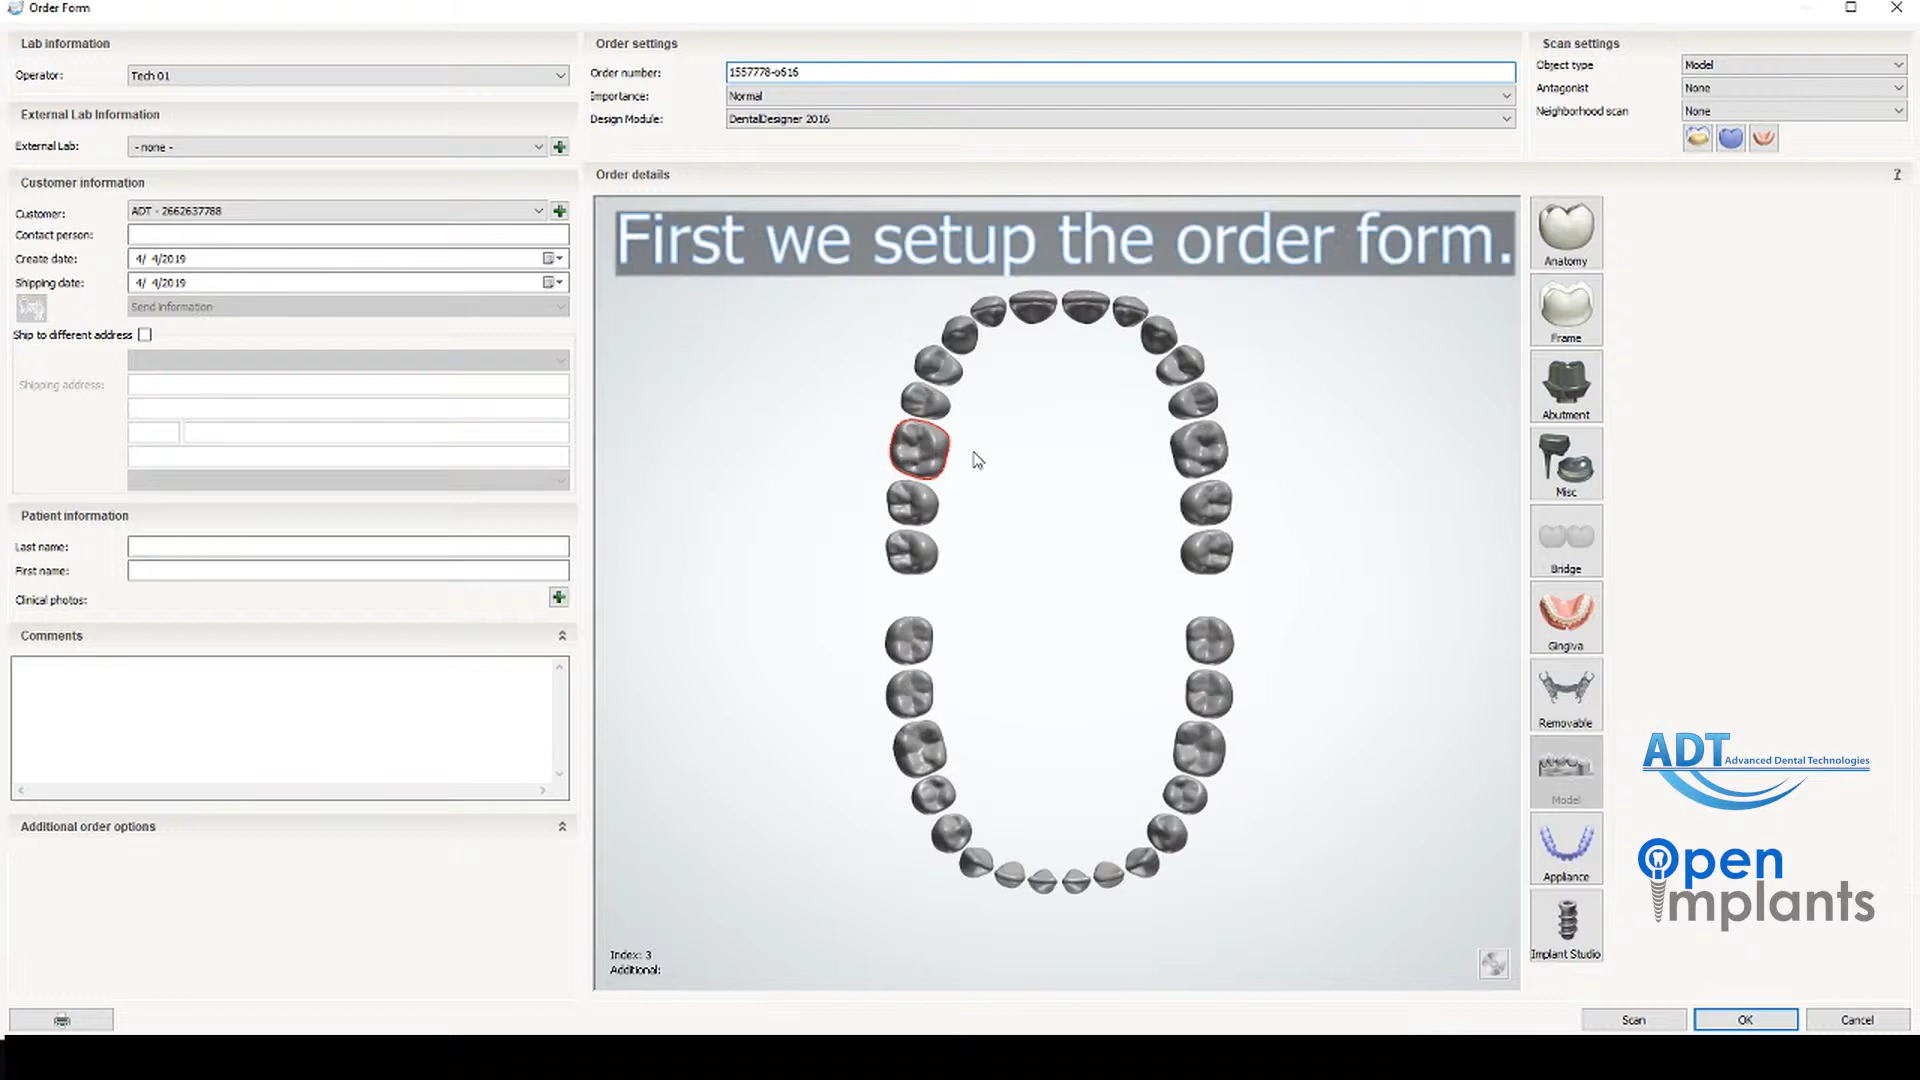 Order Form
Lab information
Operator:
Tech 01
External Lab Information
External Lab:
- none -
Customer information
Customer:
ADT - 2662637788
Contact person:
Create date:
4/ 4/2019
Shipping date:
4/ 4/2019
Send information
Ship to different address
Shipping address:
Patient information
Last name:
First name:
Clinical photos:
Comments
Additional order options
Order settings
Order number:
1557778-o616
Importance:
Normal
Design Module:
DentalDesigner 2016
Scan settings
Object type
Model
Antagonist
None
Neighborhood scan
None
Order details
?
First we setup the order form.
Index: 3
Additional:
Anatomy
Frame
Abutment
Misc
Bridge
Gingiva
Removable
Model
Appliance
Implant Studio
ADT Advanced Dental Technologies
Open
implants
Scan
OK
Cancel